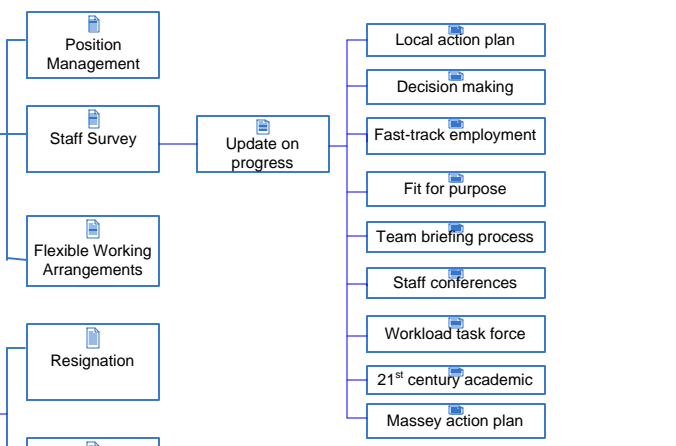 Position
Management
Staff Survey
Flexible Working
Arrangements
Resignation
Update on
progress
Local action plan
Decision making
Fast-track employment
Fit for purpose
Team briefing process
Staff conferences
Workload task force
21st century academic
Massey action plan